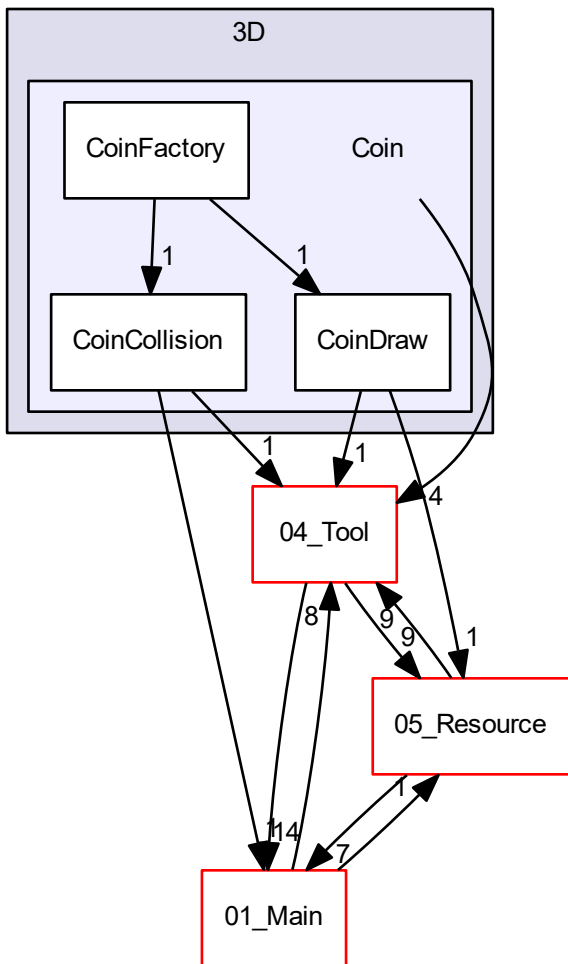 3D
CoinFactory
Coin
1
1
CoinCollision
CoinDraw
1
1
4
04_Tool
8
9
9
1
05_Resource
1
1
14
7
01_Main